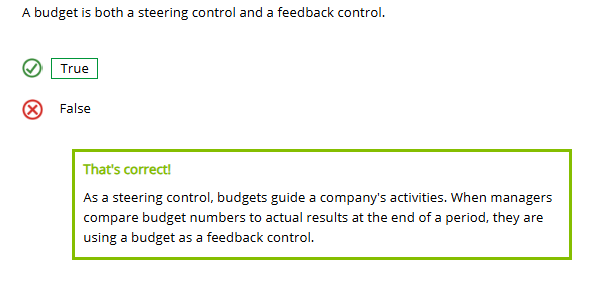 A budget is both a steering control and a feedback control.
True
False
That's correct!
As a steering control, budgets guide a company's activities. When managers
compare budget numbers to actual results at the end of a period, they are
using a budget as a feedback control.